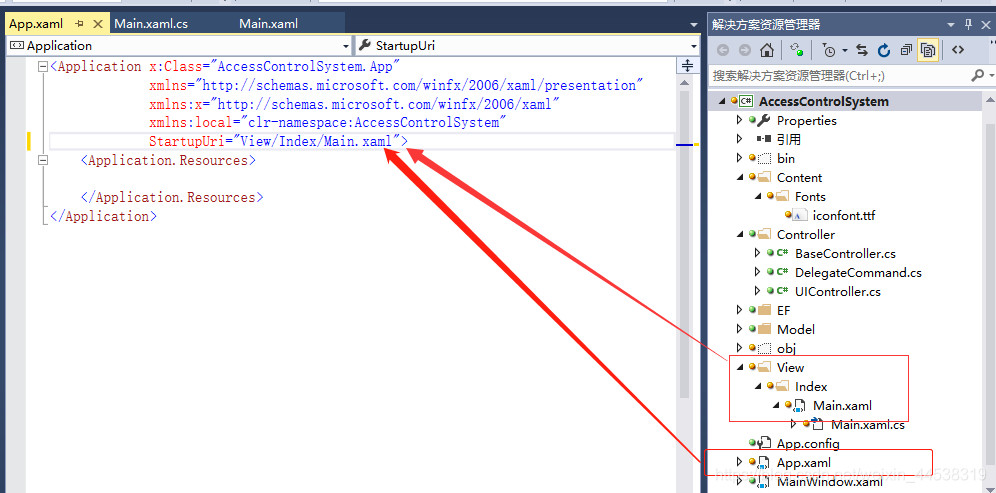 App.xaml
Main.xaml.cs
Main.xaml
Application
StartupUri
<Application x:Class="AccessControlSystem.App"
xmlns="http://schemas.microsoft.com/winfx/2006/xaml/presentation"
xmlns:x="http://schemas.microsoft.com/winfx/2006/xaml"
xmlns:local="clr-namespace:AccessControlSystem"
StartupUri="View/Index/Main.xaml">
<Application.Resources>
</Application.Resources>
</Application>
解决方案资源管理器
搜索解决方案资源管理器(Ctrl+;)
AccessControlSystem
Properties
引用
bin
Content
Fonts
iconfont.ttf
Controller
BaseController.cs
DelegateCommand.cs
UIController.cs
EF
Model
obj
View
Index
Main.xaml
Main.xaml.cs
App.config
App.xaml
MainWindow.xaml